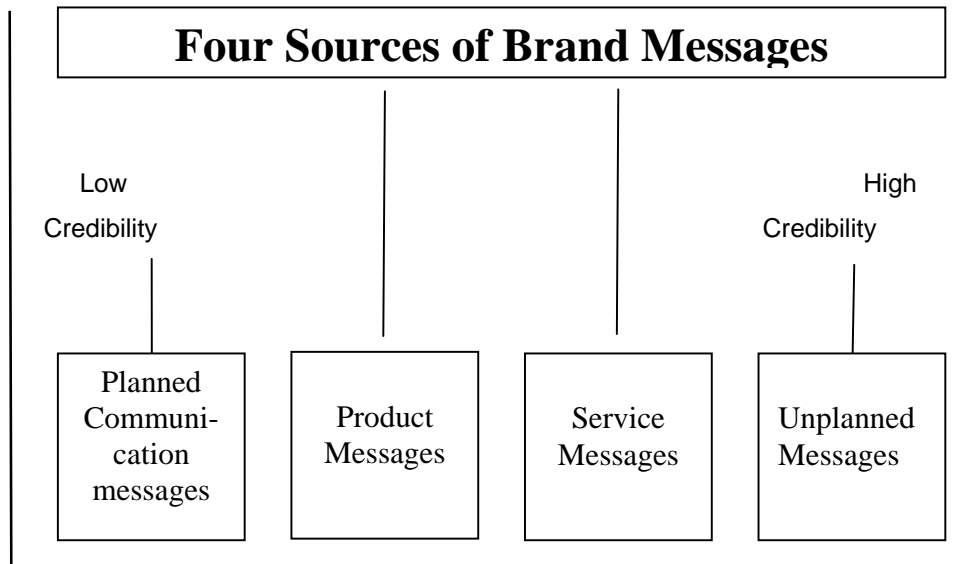 Four Sources of Brand Messages
Low
Credibility
High
Credibility
Planned
Communi-
cation
messages
Product
Messages
Service
Messages
Unplanned
Messages